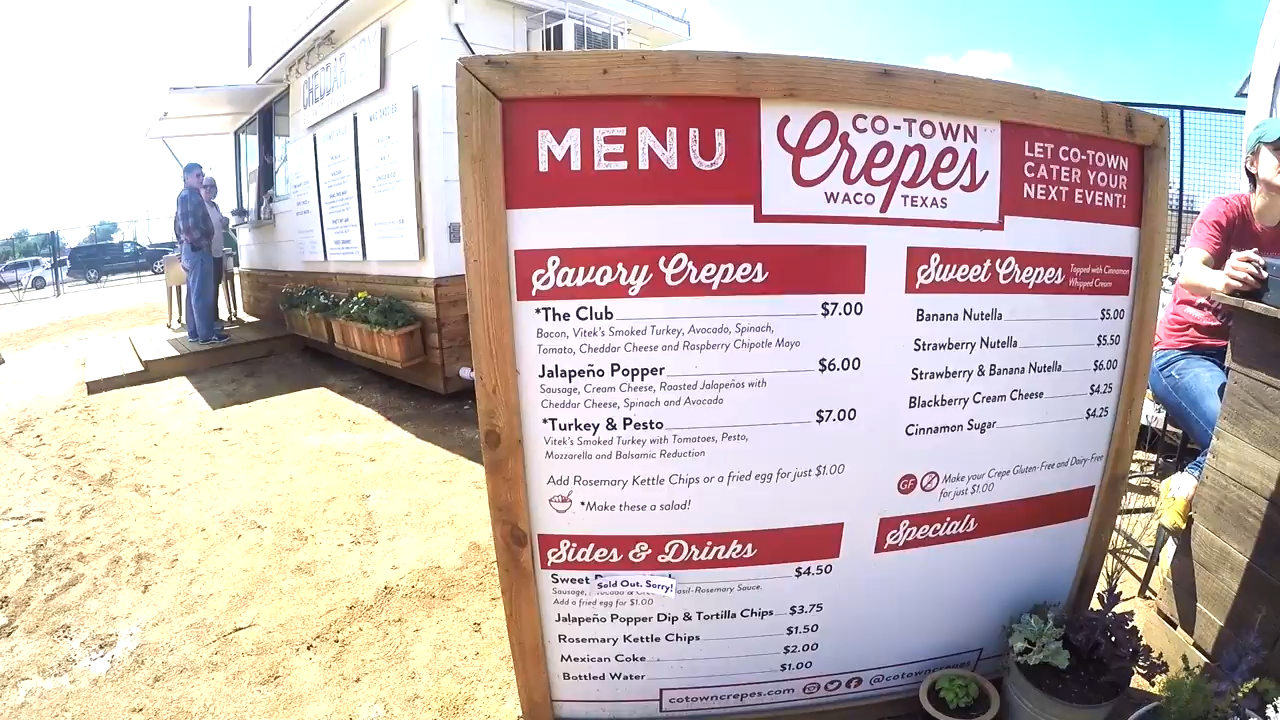 CHEDDAR BOX
MENU
CO-TOWN
Crepes
WACO TEXAS
LET CO-TOWN
CATER YOUR
NEXT EVENT!
Savory Crepes
*The Club $7.00
Bacon, Vitek's Smoked Turkey, Avocado, Spinach,
Tomato, Cheddar Cheese and Raspberry Chipotle Mayo
Jalapeño Popper $6.00
Sausage, Cream Cheese, Roasted Jalapeños with
Cheddar Cheese, Spinach and Avocado
*Turkey & Pesto $7.00
Vitek's Smoked Turkey with Tomatoes, Pesto,
Mozzarella and Balsamic Reduction
Add Rosemary Kettle Chips or a fried egg for just $1.00
*Make these a salad!
Sweet Crepes Topped with Cinnamon
Whipped Cream
Banana Nutella $5.00
Strawberry Nutella $5.50
Strawberry & Banana Nutella $6.00
Blackberry Cream Cheese $4.25
Cinnamon Sugar $4.25
GF Make your Crepe Gluten-Free and Dairy-Free
for just $1.00
Specials
Sides & Drinks
Sweet $4.50
Sold Out. Sorry!
Sausage, Basil-Rosemary Sauce.
Add a fried egg for $1.00
Jalapeño Popper Dip & Tortilla Chips $3.75
Rosemary Kettle Chips $1.50
Mexican Coke $2.00
Bottled Water $1.00
cotowncrepes.com @cotowncrepes